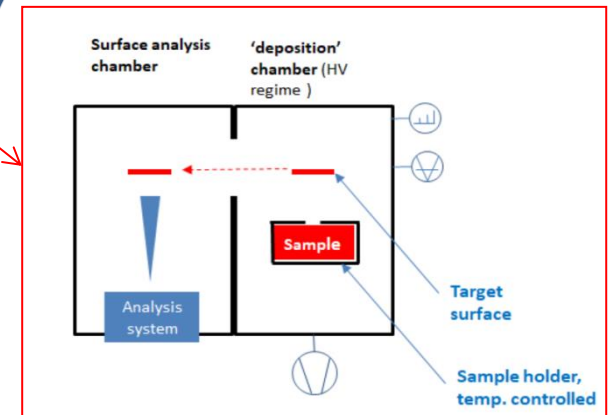 Surface analysis
chamber
‘deposition’
chamber (HV
regime )
Sample
Analysis
system
Target
surface
Sample holder,
temp. controlled